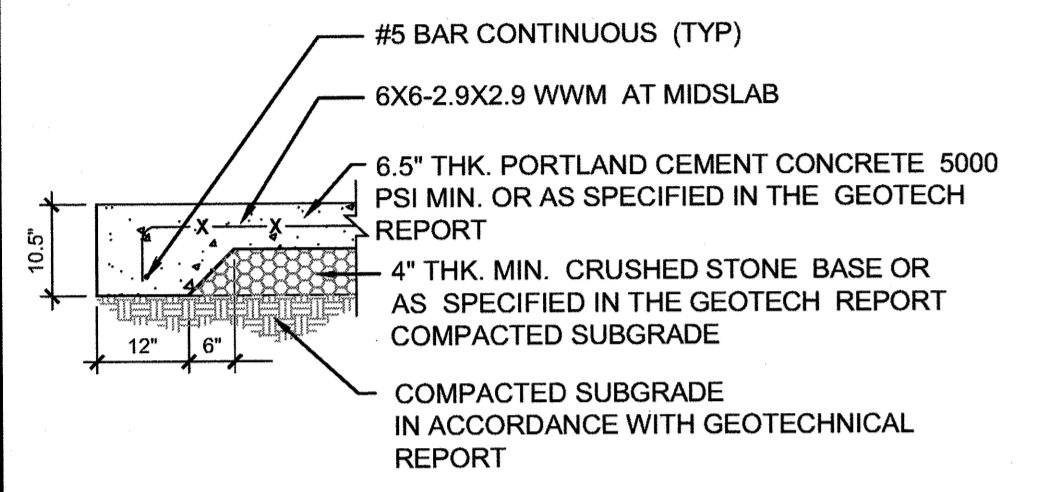 #5 BAR CONTINUOUS (TYP)
6X6-2.9X2.9 WWM AT MIDSLAB
6.5" THK. PORTLAND CEMENT CONCRETE 5000
PSI MIN. OR AS SPECIFIED IN THE GEOTECH
REPORT
4" THK. MIN. CRUSHED STONE BASE OR
AS SPECIFIED IN THE GEOTECH REPORT
COMPACTED SUBGRADE
COMPACTED SUBGRADE
IN ACCORDANCE WITH GEOTECHNICAL
REPORT
10.5"
X X
12" 6"